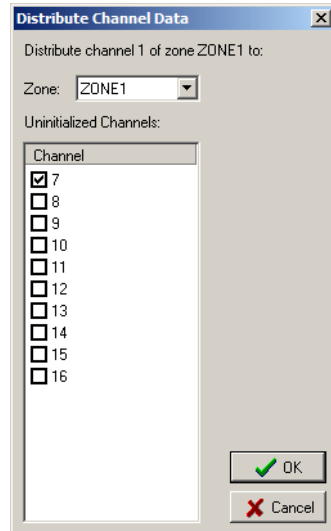 Distribute Channel Data
Distribute channel 1 of zone ZONE1 to:
Zone: ZONE1
Uninitialized Channels:
Channel
7
8
9
10
11
12
13
14
15
16
OK
Cancel